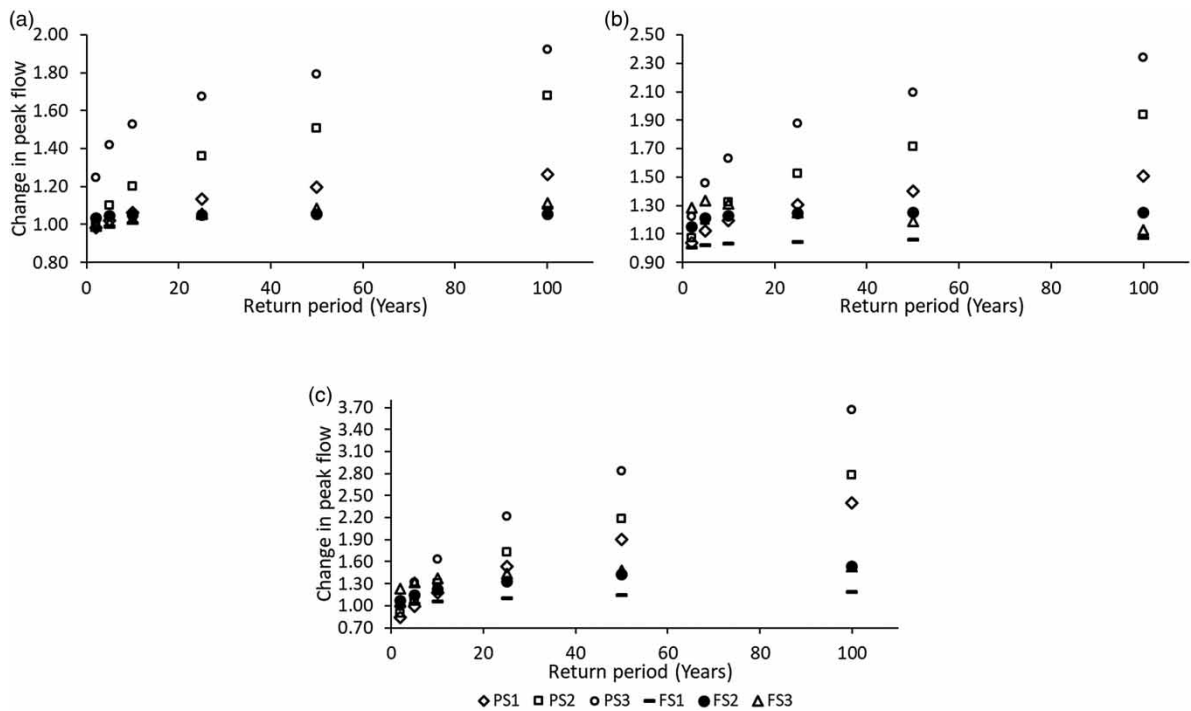 (a)
2.00
1.80
1.60
1.40
1.20
1.00
0.80
Change in peak flow
0 20 40 60 80 100
Return period (Years)
(b)
2.50
2.30
2.10
1.90
1.70
1.50
1.30
1.10
0.90
Change in peak flow
0 20 40 60 80 100
Return period (Years)
(c)
3.70
3.40
3.10
2.80
2.50
2.20
1.90
1.60
1.30
1.00
0.70
Change in peak flow
0 20 40 60 80 100
Return period (Years)
PS1 PS2 PS3 FS1 FS2 FS3